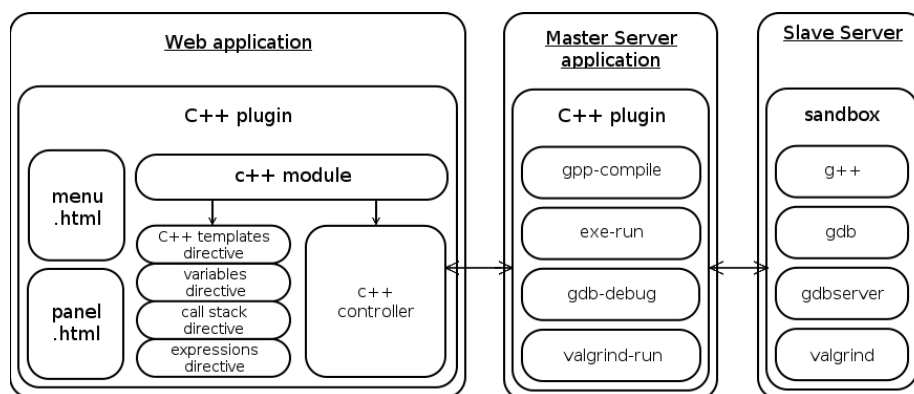 Web application
C++ plugin
menu
.html
panel
.html
c++ module
C++ templates
directive
variables
directive
call stack
directive
expressions
directive
c++
controller
Master Server
application
C++ plugin
gpp-compile
exe-run
gdb-debug
valgrind-run
Slave Server
sandbox
g++
gdb
gdbserver
valgrind